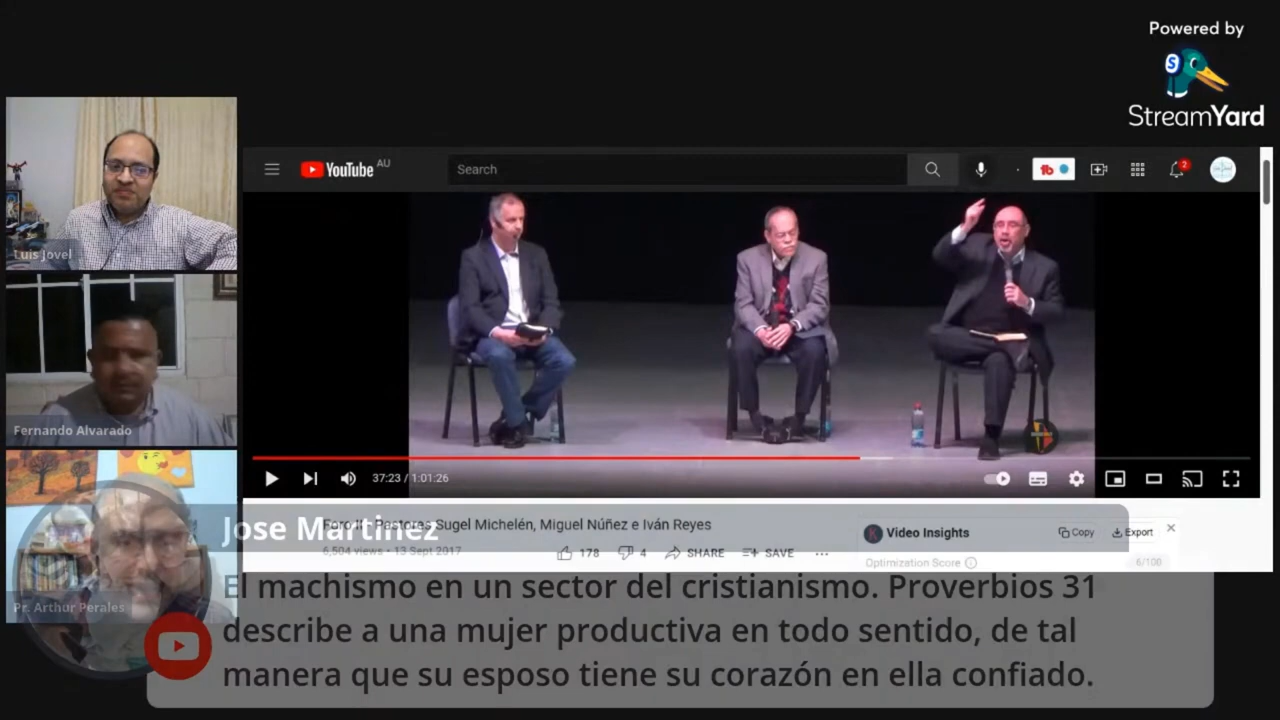 Powered by
StreamYard
Luis Jovel
Fernando Alvarado
Pr. Arthur Perales
YouTube AU
Search
2
37:23 / 1:01:26
Pastores Sugel Michelén, Miguel Núñez e Iván Reyes
6,504 views • 13 Sept 2017
178
4
SHARE
SAVE
Video Insights
Copy
Export
Optimization Score
6/100
Jose Martinez
El machismo en un sector del cristianismo. Proverbios 31
describe a una mujer productiva en todo sentido, de tal
manera que su esposo tiene su corazón en ella confiado.